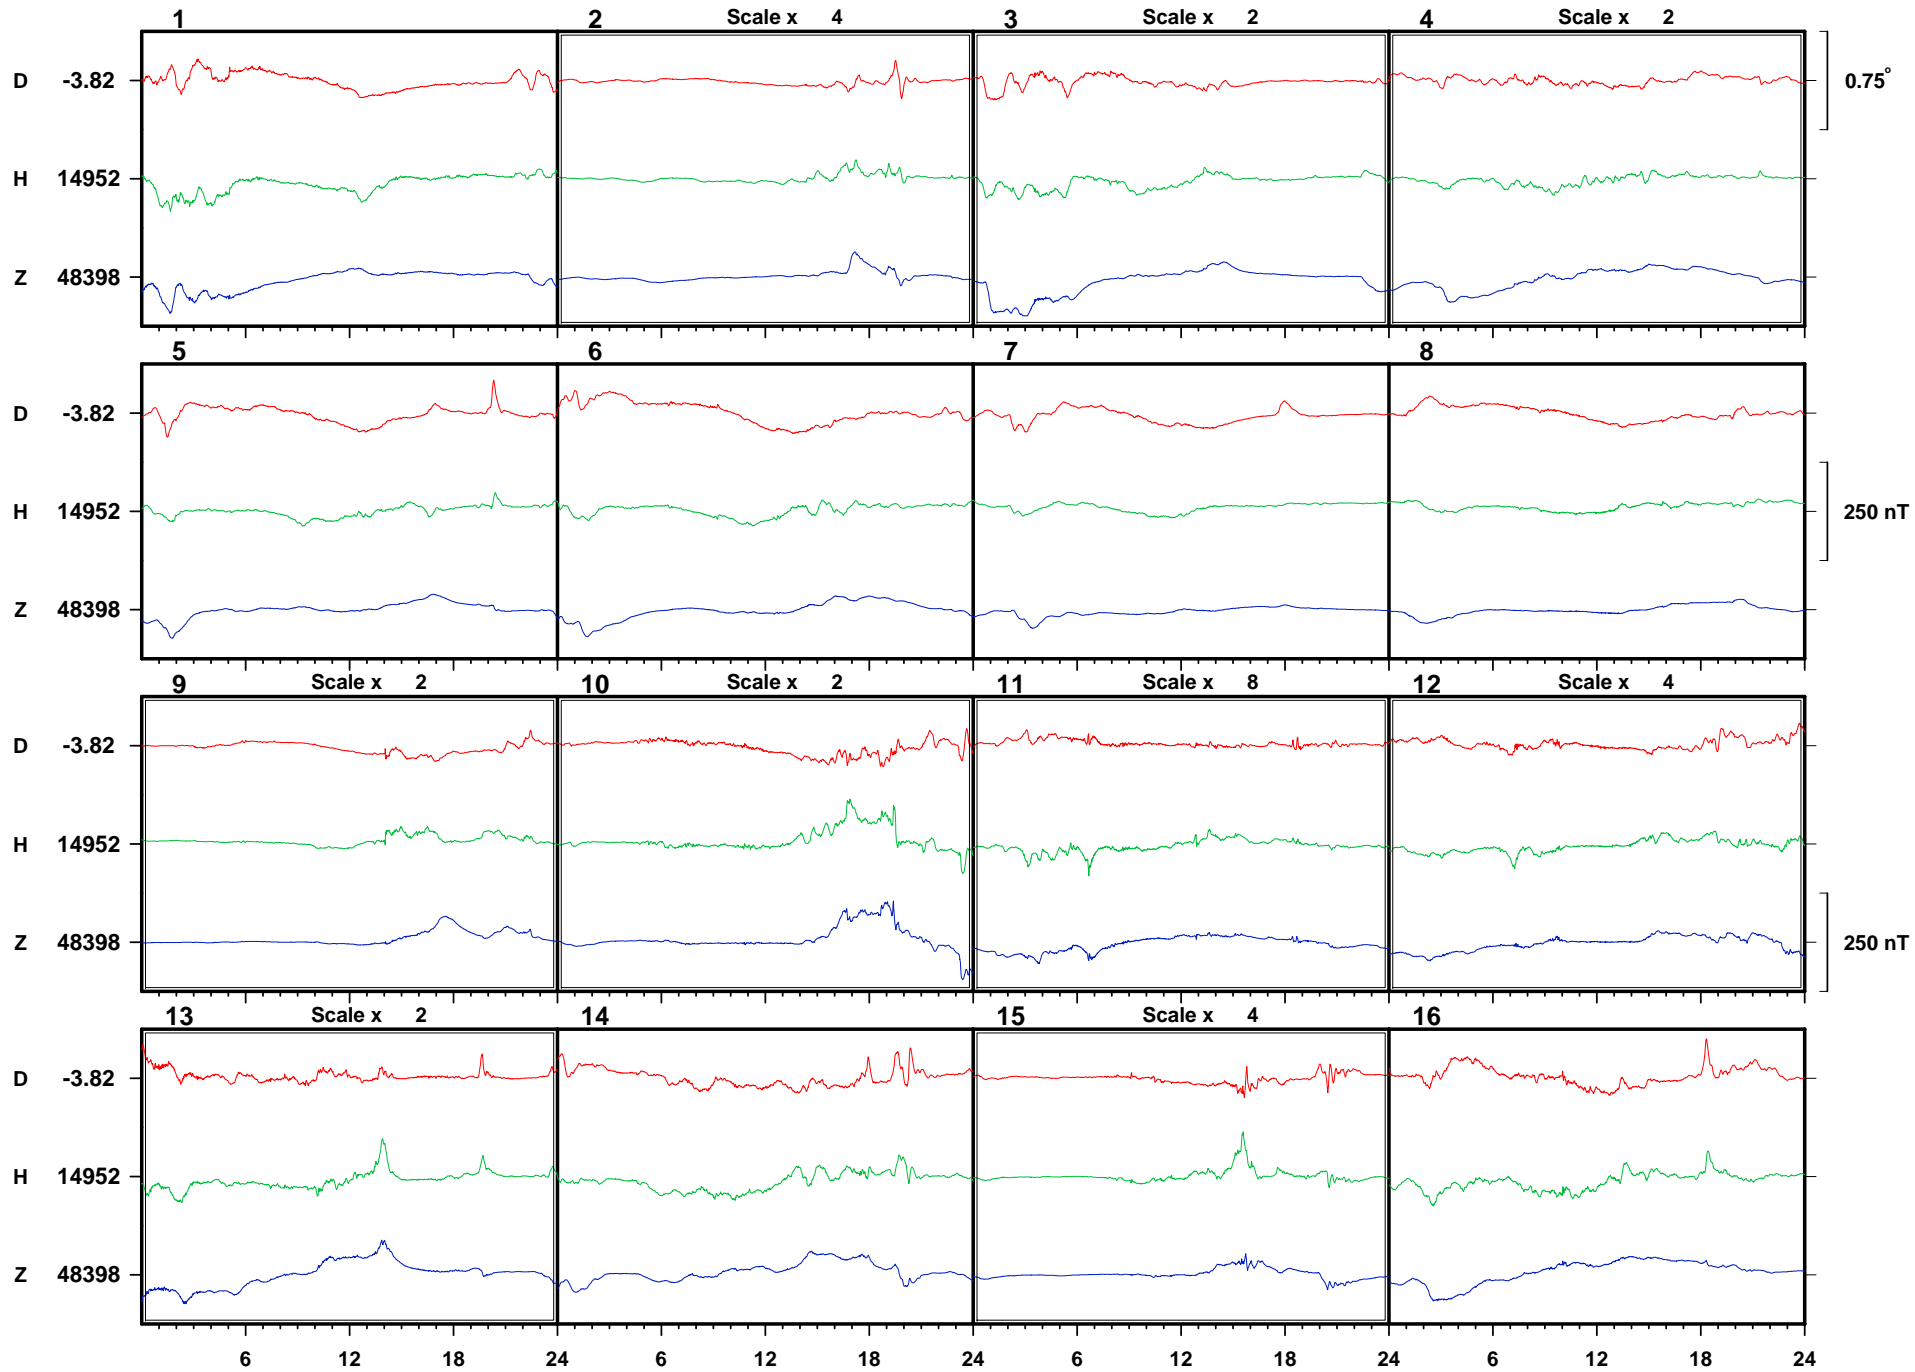 1 2 Scale x 4 3 Scale x 2 4 Scale x 2
D -3.82 0.75°
H 14952
Z 48398
5 6 7 8
D -3.82
H 14952 250 nT
Z 48398
9 Scale x 2 10 Scale x 2 11 Scale x 8 12 Scale x 4
D -3.82
H 14952
Z 48398 250 nT
13 Scale x 2 14 15 Scale x 4 16
D -3.82
H 14952
Z 48398
6 12 18 24 6 12 18 24 6 12 18 24 6 12 18 24